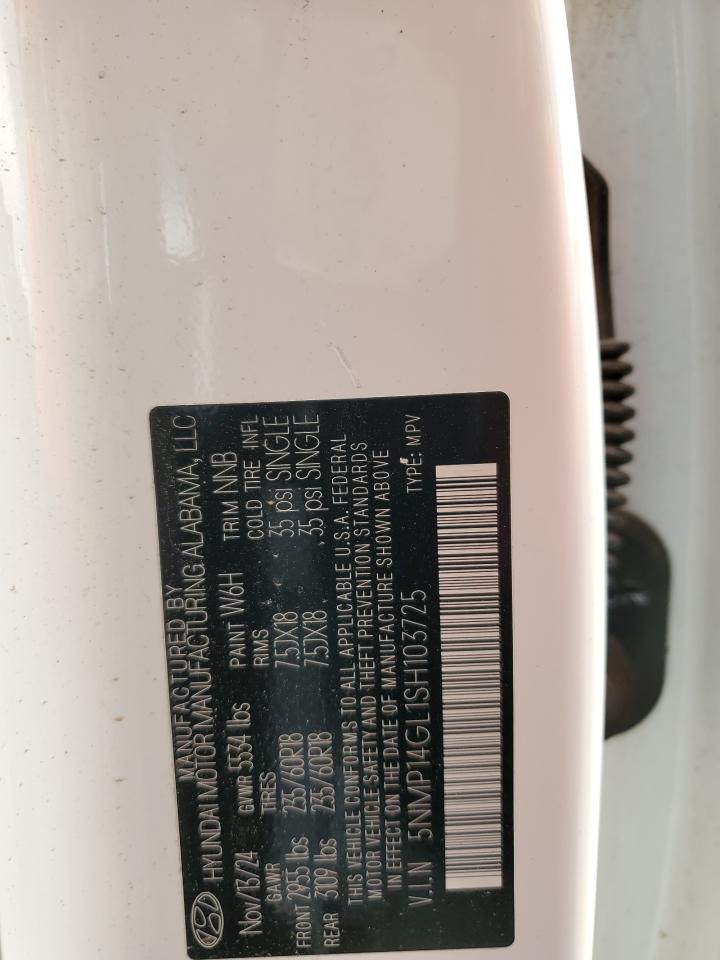 MANUFACTURED BY
HYUNDAI MOTOR MANUFACTURING ALABAMA, LLC
Nov/13/24 GVWR 5534 lbs PAINT W6H TRIM NNB
GAWR TIRES RIMS COLD TIRE INFL
FRONT 2955 lbs 235/60R18 7.5JX18 35 psi SINGLE
REAR 3109 lbs 235/60R18 7.5JX18 35 psi SINGLE
THIS VEHICLE CONFORMS TO ALL APPLICABLE U.S.A. FEDERAL
MOTOR VEHICLE SAFETY AND THEFT PREVENTION STANDARDS
IN EFFECT ON THE DATE OF MANUFACTURE SHOWN ABOVE
V.I.N 5NMP14GL1SH103725 TYPE: MPV